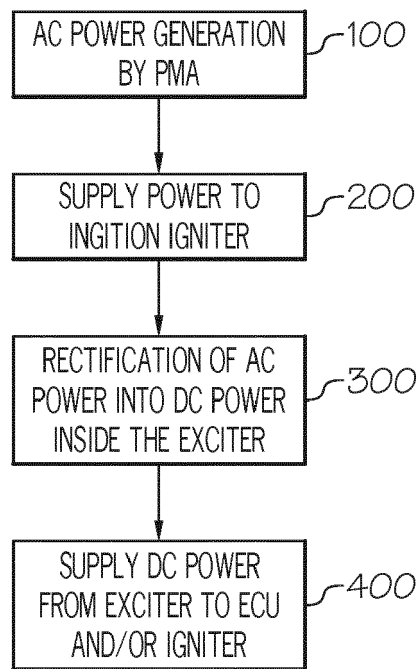 AC POWER GENERATION
BY PMA
100
SUPPLY POWER TO
INGITION IGNITER
200
RECTIFICATION OF AC
POWER INTO DC POWER
INSIDE THE EXCITER
300
SUPPLY DC POWER
FROM EXCITER TO ECU
AND/OR IGNITER
400